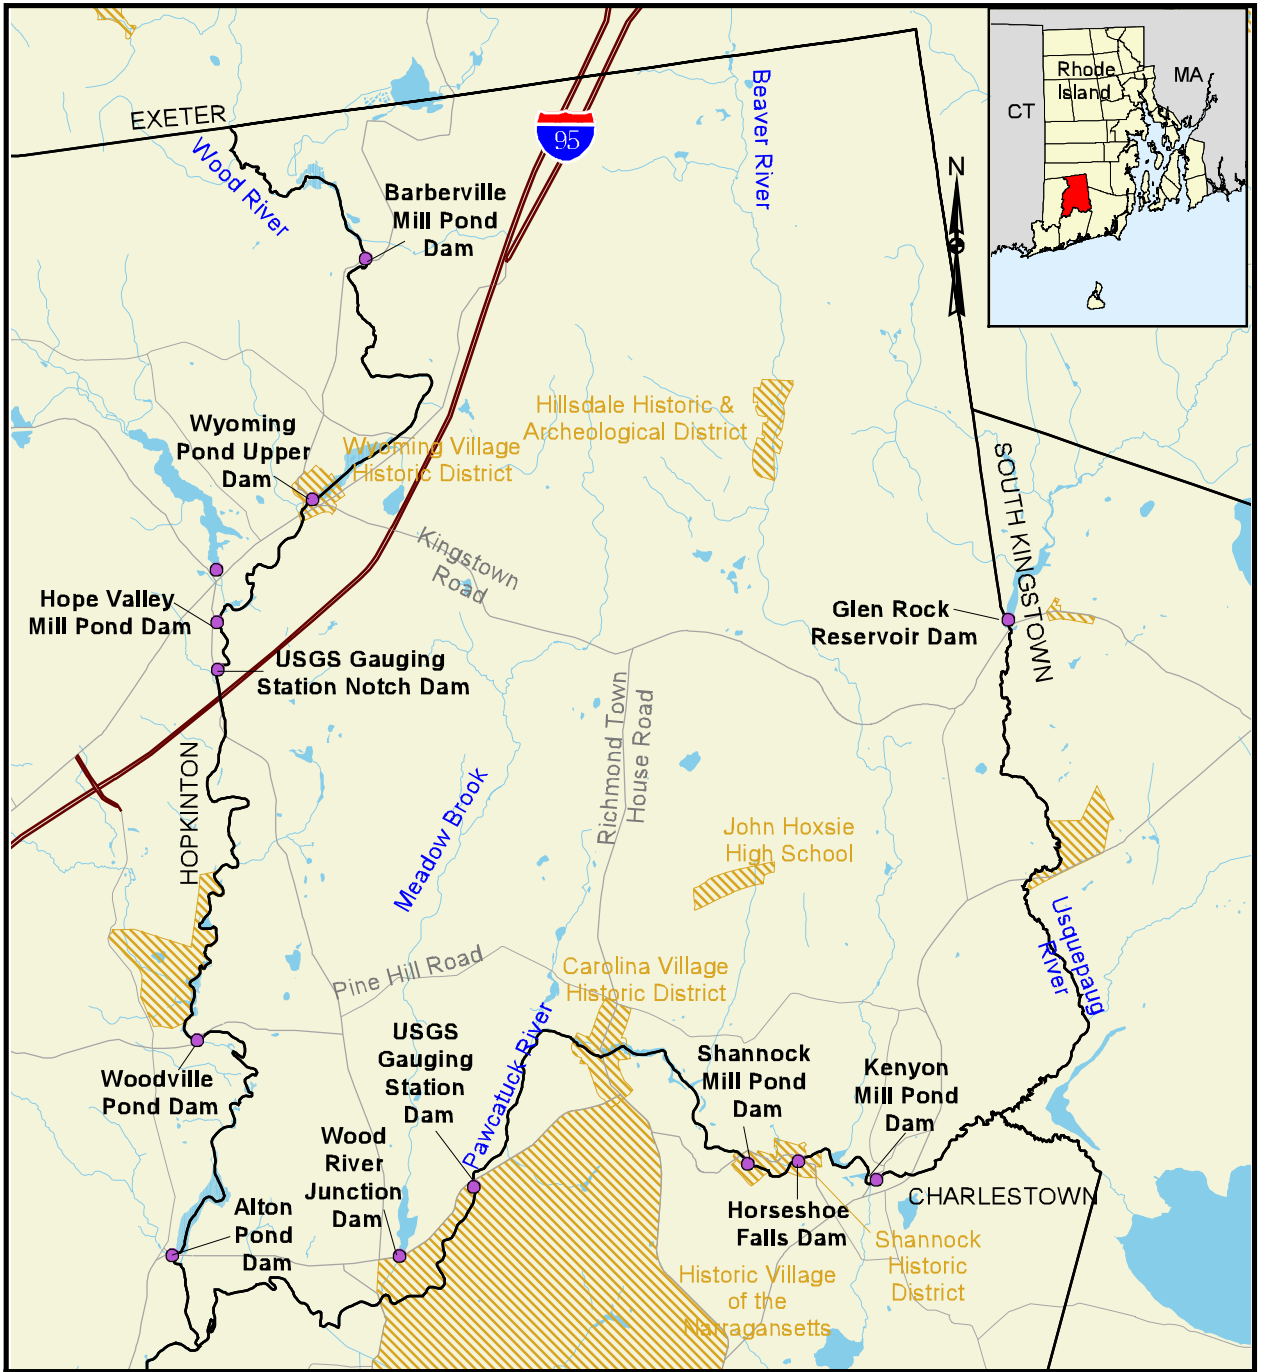 EXETER
Wood River
Barberville
Mill Pond
Dam
95
Beaver River
N
Rhode
Island
MA
CT
Wyoming
Pond Upper
Dam
Wyoming Village
Historic District
Hillsdale Historic &
Archeological District
Kingstown
Road
SOUTH KINGSTOWN
Hope Valley
Mill Pond Dam
USGS Gauging
Station Notch Dam
Glen Rock
Reservoir Dam
HOPKINTON
Meadow Brook
Richmond Town
House Road
John Hoxsie
High School
Usquepaug
River
Pine Hill Road
Carolina Village
Historic District
USGS
Gauging
Station
Dam
Pawcatuck River
Woodville
Pond Dam
Shannock
Mill Pond
Dam
Kenyon
Mill Pond
Dam
Wood
River
Junction
Dam
Alton
Pond
Dam
Horseshoe
Falls Dam
CHARLESTOWN
Shannock
Historic
District
Historic Village
of the
Narragansetts